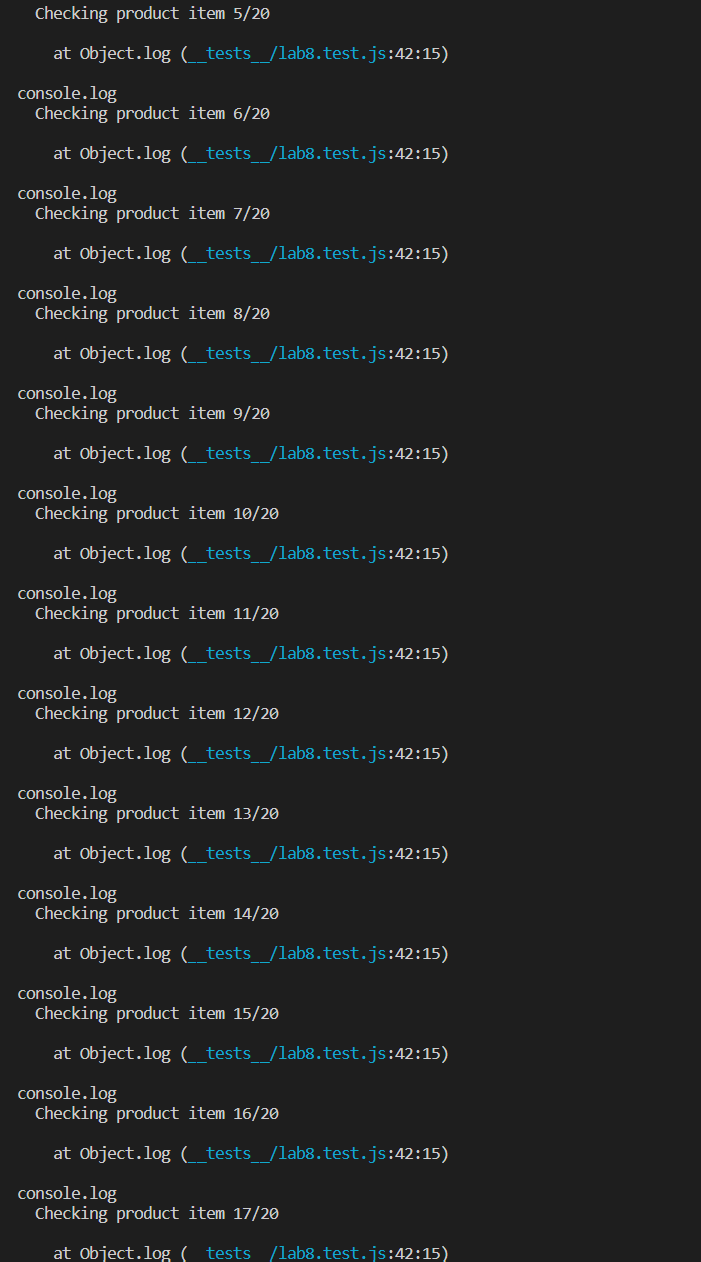 Checking product item 5/20
at Object.log (__tests__/lab8.test.js:42:15)
console.log
Checking product item 6/20
at Object.log (__tests__/lab8.test.js:42:15)
console.log
Checking product item 7/20
at Object.log (__tests__/lab8.test.js:42:15)
console.log
Checking product item 8/20
at Object.log (__tests__/lab8.test.js:42:15)
console.log
Checking product item 9/20
at Object.log (__tests__/lab8.test.js:42:15)
console.log
Checking product item 10/20
at Object.log (__tests__/lab8.test.js:42:15)
console.log
Checking product item 11/20
at Object.log (__tests__/lab8.test.js:42:15)
console.log
Checking product item 12/20
at Object.log (__tests__/lab8.test.js:42:15)
console.log
Checking product item 13/20
at Object.log (__tests__/lab8.test.js:42:15)
console.log
Checking product item 14/20
at Object.log (__tests__/lab8.test.js:42:15)
console.log
Checking product item 15/20
at Object.log (__tests__/lab8.test.js:42:15)
console.log
Checking product item 16/20
at Object.log (__tests__/lab8.test.js:42:15)
console.log
Checking product item 17/20
at Object.log (__tests__/lab8.test.js:42:15)